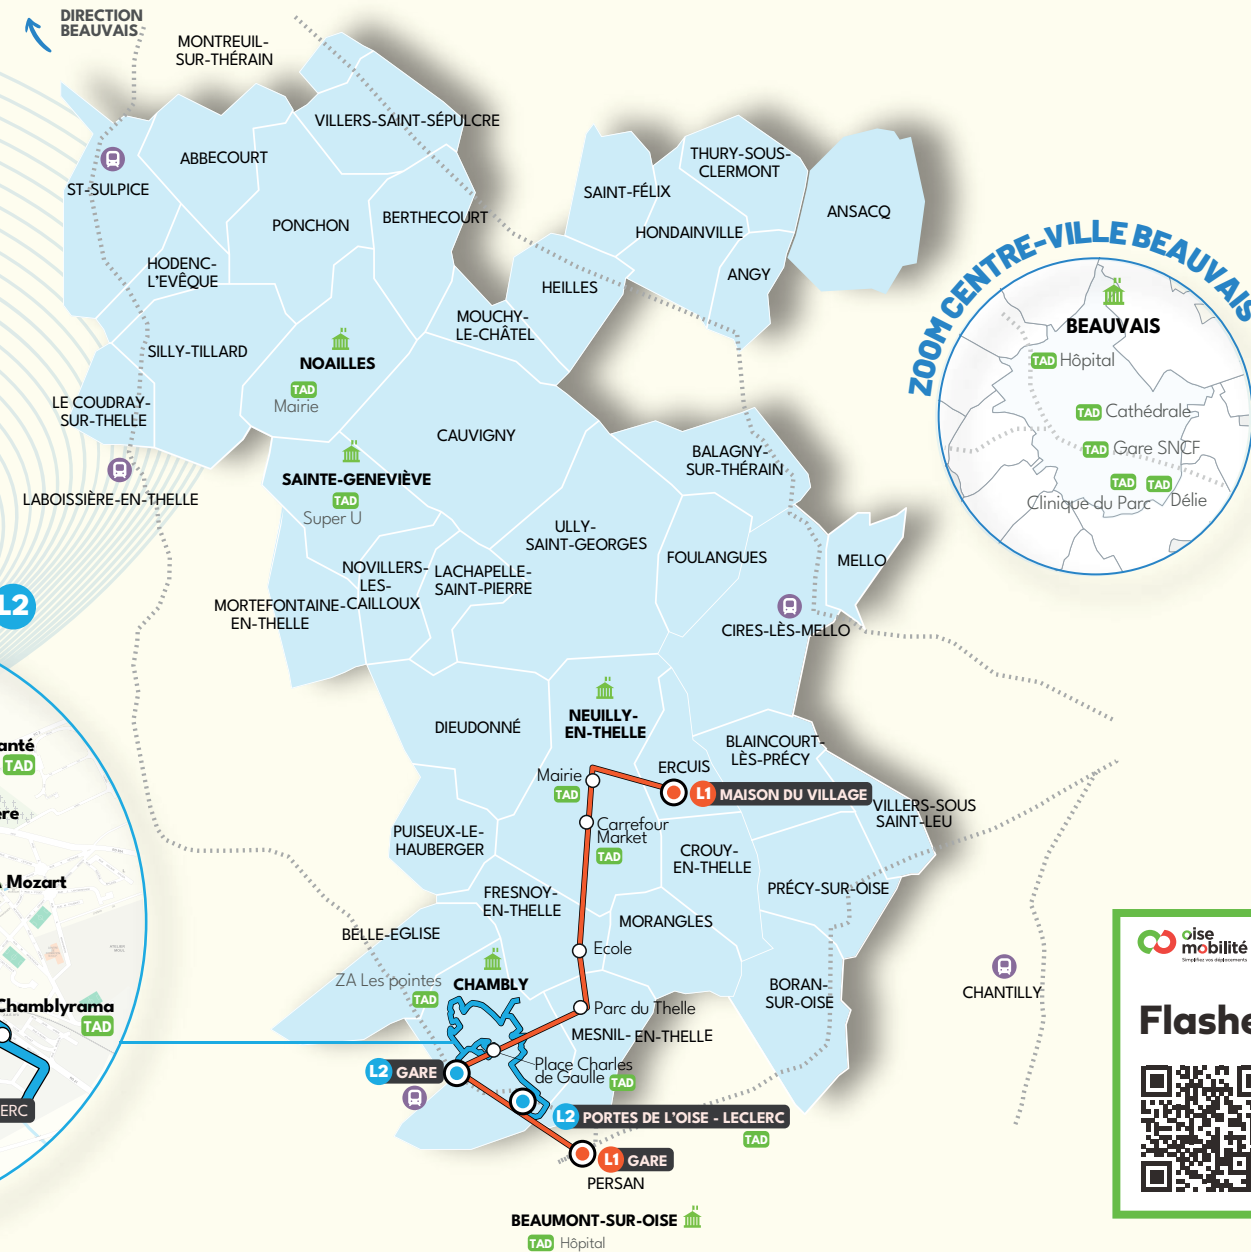 DIRECTION
BEAUVAIS
MONTREUIL-
SUR-THÉRAIN
VILLERS-SAINT-SÉPULCRE
ABBECOURT
ST-SULPICE
PONCHON
BERTHECOURT
HODENC-
L'EVÊQUE
THURY-SOUS-
CLERMONT
SAINT-FÉLIX
ANSACQ
HONDAINVILLE
ANGY
HEILLES
MOUCHY-
LE-CHÂTEL
SILLY-TILLARD
NOAILLES
TAD
Mairie
LE COUDRAY-
SUR-THELLE
CAUVIGNY
SAINTE-GENEVIÈVE
TAD
Super U
LABOISSIÈRE-EN-THELLE
BALAGNY-
SUR-THÉRAIN
ULLY-
SAINT-GEORGES
FOULANGUES
MELLO
NOVILLERS-
LES-
CAILLOUX
LACHAPELLE-
SAINT-PIERRE
MORTEFONTAINE-
EN-THELLE
CIRES-LÈS-MELLO
ZOOM CENTRE-VILLE BEAUVAIS
BEAUVAIS
TAD Hôpital
TAD Cathédrale
TAD Gare SNCF
TAD TAD
Clinique du Parc Délie
L2
DIEUDONNÉ
NEUILLY-
EN-THELLE
BLAINCOURT-
LÈS-PRÉCY
ERCUIS
L1 MAISON DU VILLAGE
Mairie
TAD
VILLERS-SOUS
SAINT-LEU
Carrefour
Market
TAD
PUISEUX-LE-
HAUBERGER
CROUY-
EN-THELLE
PRÉCY-SUR-OISE
FRESNOY-
EN-THELLE
MORANGLES
BELLE-EGLISE
Ecole
ZA Les pointes
TAD
CHAMBLY
BORAN-
SUR-OISE
CHANTILLY
Parc du Thelle
MESNIL-EN-THELLE
Place Charles
de Gaulle TAD
L2 GARE
L2 PORTES DE L'OISE - LECLERC
TAD
L1 GARE
PERSAN
BEAUMONT-SUR-OISE
TAD Hôpital
anté
TAD
ère
Mozart
Chamblyrama
TAD
ERC
oise
mobilité
Simplifiez vos déplacements
Flashe